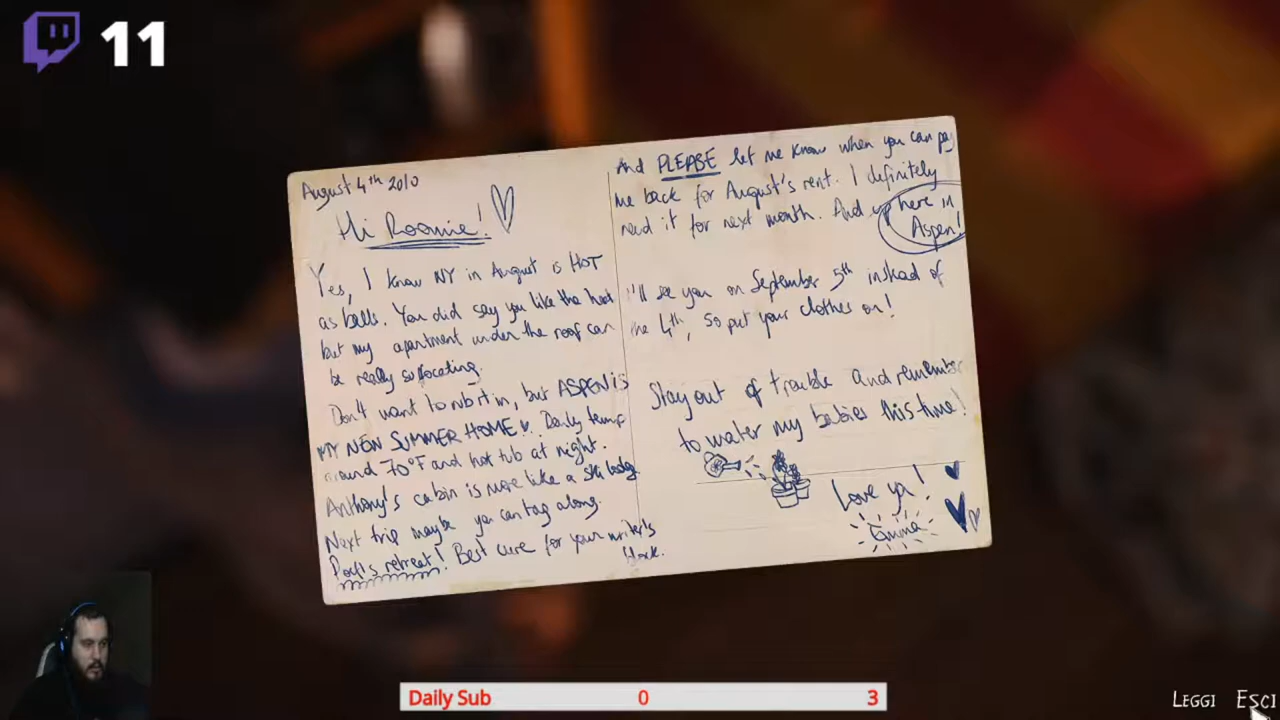 11
August 4th 2010
Hi Roomie!
Yes, I know NY in August is HOT
as balls. You did say you like the heat
but my apartment under the roof can
be really suffocating.
Don't want to rub it in, but ASPEN is
MY NEW SUMMER HOME. Daily temp
around 70°F and hot tub at night.
Anthony's cabin is more like a ski lodge
Next trip maybe you can tag along.
Poet's retreat! Best cure for your writer's
block.
And PLEASE let me know when you can pay
me back for August's rent. I definitely
need it for next month. And up here in
Aspen!
I'll see you on September 5th instead of
the 4th, so put your clothes on!
Stay out of trouble and remember
to water my babies this time!
Love ya!
Emma
Daily Sub 0 3
LEGGI ESCI